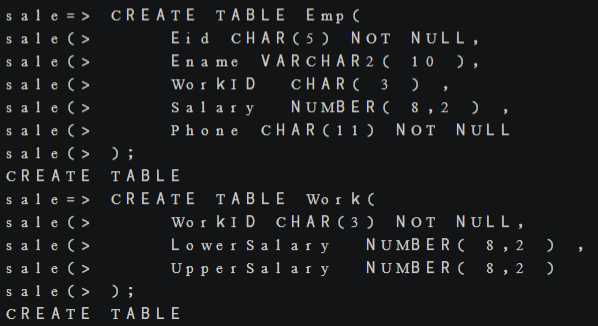 sale=> CREATE TABLE Emp(
sale(> Eid CHAR(5) NOT NULL,
sale(> Ename VARCHAR2( 10 ),
sale(> WorkID CHAR( 3 ) ,
sale(> Salary NUMBER( 8,2 ) ,
sale(> Phone CHAR(11) NOT NULL
sale(> );
CREATE TABLE
sale=> CREATE TABLE Work(
sale(> WorkID CHAR(3) NOT NULL,
sale(> LowerSalary NUMBER( 8,2 ) ,
sale(> UpperSalary NUMBER( 8,2 )
sale(> );
CREATE TABLE